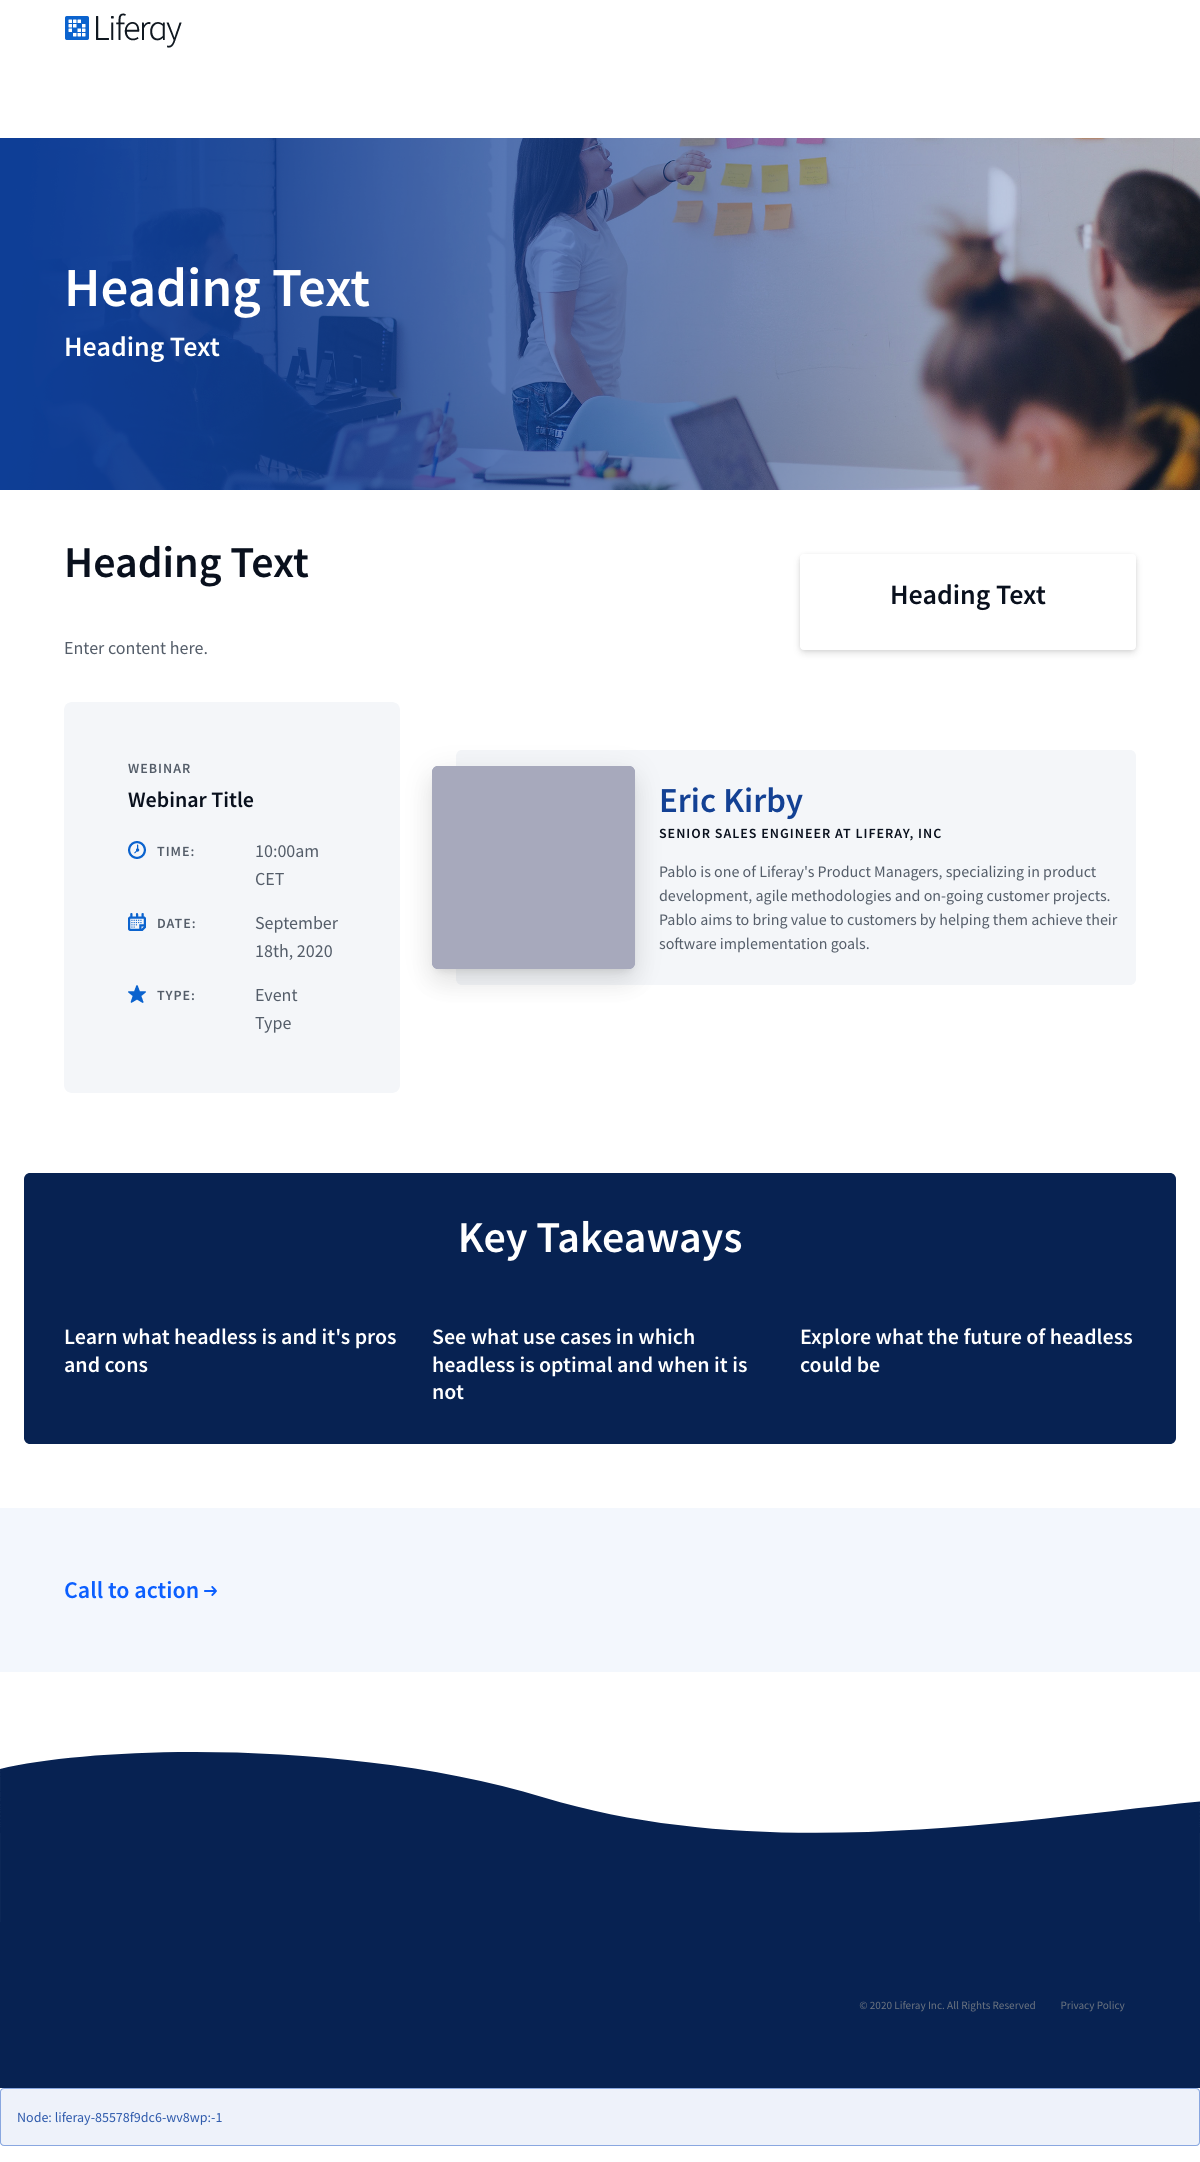 Liferay
Heading Text
Heading Text
Heading Text
Enter content here.
Heading Text
WEBINAR
Webinar Title
TIME: 10:00am
CET
DATE: September
18th, 2020
TYPE: Event
Type
Eric Kirby
SENIOR SALES ENGINEER AT LIFERAY, INC
Pablo is one of Liferay's Product Managers, specializing in product
development, agile methodologies and on-going customer projects.
Pablo aims to bring value to customers by helping them achieve their
software implementation goals.
Key Takeaways
Learn what headless is and it's pros
and cons
See what use cases in which
headless is optimal and when it is
not
Explore what the future of headless
could be
Call to action →
© 2020 Liferay Inc. All Rights Reserved Privacy Policy
Node: liferay-85578f9dc6-wv8wp:-1